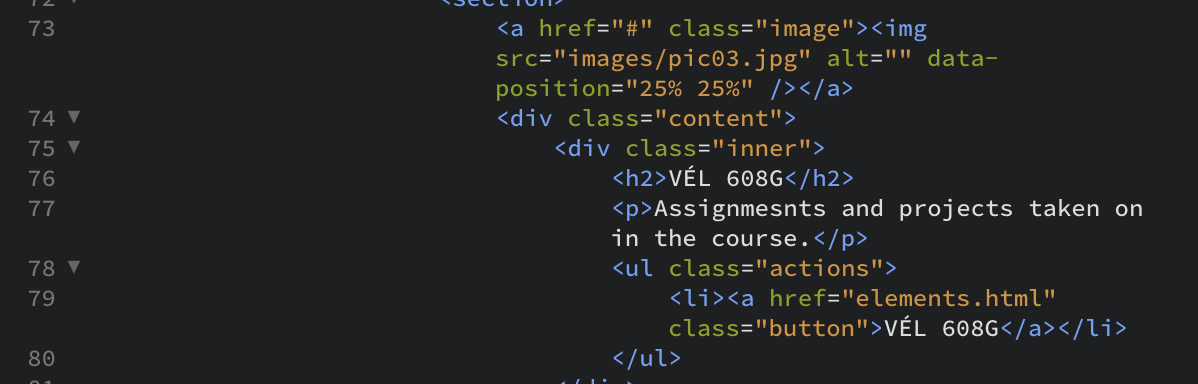 72 <section>
73 <a href="#" class="image"><img
src="images/pic03.jpg" alt="" data-
position="25% 25%" /></a>
74 <div class="content">
75 <div class="inner">
76 <h2>VÉL 608G</h2>
77 <p>Assignmesnts and projects taken on
in the course.</p>
78 <ul class="actions">
79 <li><a href="elements.html"
class="button">VÉL 608G</a></li>
80 </ul>
81 </div>